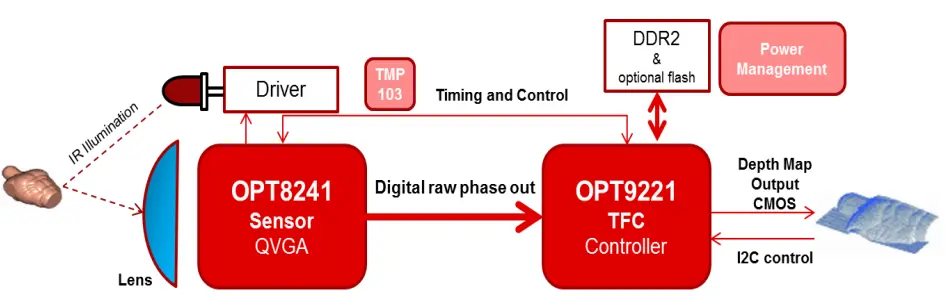 DDR2
&
optional flash
Power
Management
TMP
103
Driver
Timing and Control
IR Illumination
OPT8241
Sensor
QVGA
Digital raw phase out
OPT9221
TFC
Controller
Depth Map
Output
CMOS
I2C control
Lens